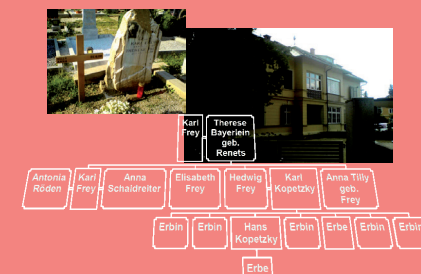 Karl Frey
Therese Bayerlein geb. Renets
Antonia Röden
Karl Frey
Anna Schaldreiter
Elisabeth Frey
Hedwig Frey
Karl Kopetzky
Anna Tilly geb. Frey
Erbin
Erbin
Hans Kopetzky
Erbin
Erbe
Erbin
Erbin
Erbe